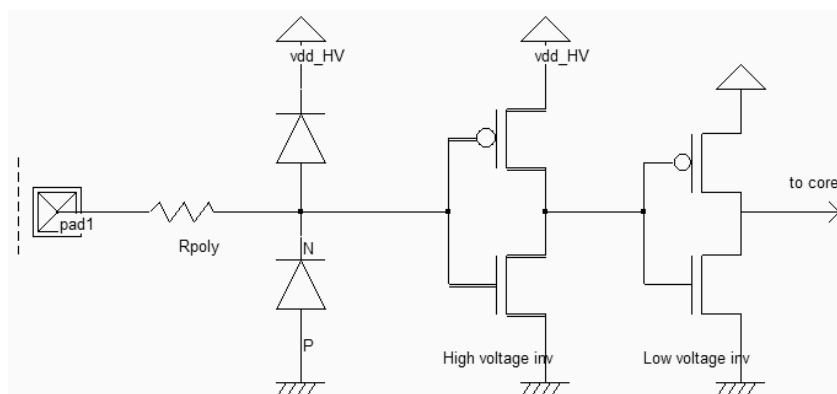 vdd_HV
vdd_HV
to core
pad1
Rpoly
N
P
High voltage inv
Low voltage inv